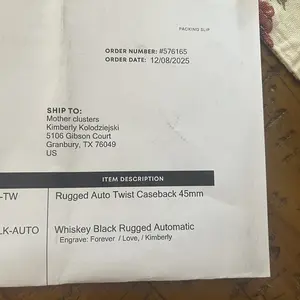 PACKING SLIP
ORDER NUMBER: #576165
ORDER DATE: 12/08/2025
SHIP TO:
Mother clusters
Kimberly Kolodziejski
5106 Gibson Court
Granbury, TX 76049
US
ITEM DESCRIPTION
-TW Rugged Auto Twist Caseback 45mm
LK-AUTO Whiskey Black Rugged Automatic
Engrave: Forever / Love, / Kimberly